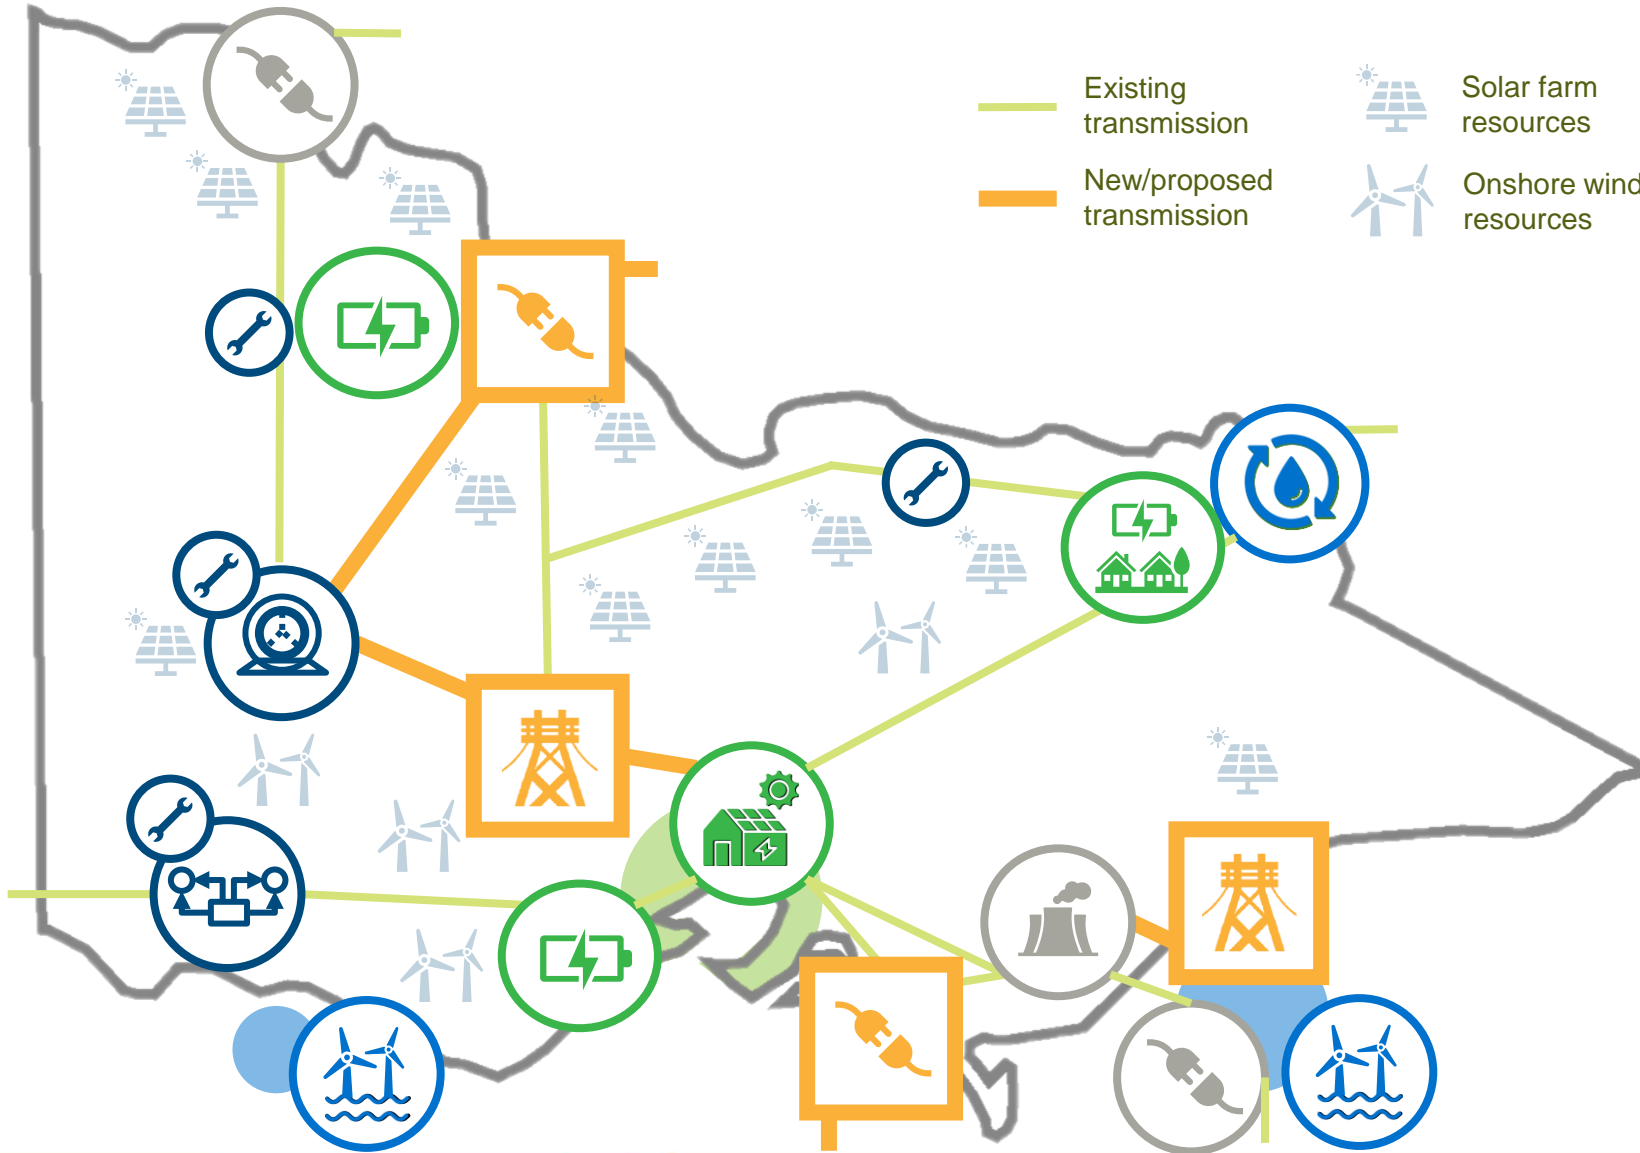 Existing
transmission
Solar farm
resources
New/proposed
transmission
Onshore wind
resources